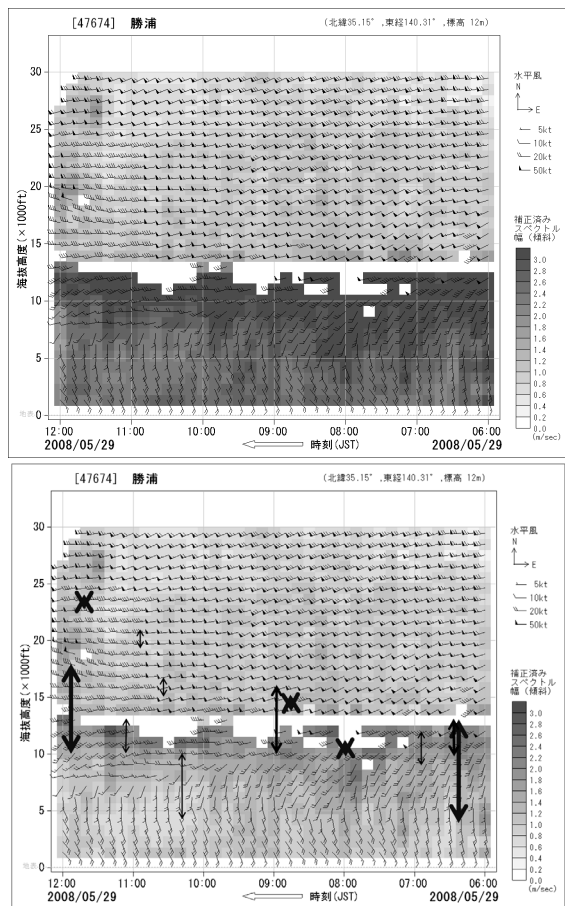 [47674] 勝浦
(北緯35.15°,東経140.31°,標高 12m)
海抜高度(×1000ft)
30
25
20
15
10
5
地表 0
12:00 11:00 10:00 09:00 08:00 07:00 06:00
2008/05/29 時刻(JST) 2008/05/29
水平風
N
E
5kt
10kt
20kt
50kt
補正済み
スペクトル
幅(傾斜)
3.0
2.8
2.6
2.4
2.2
2.0
1.8
1.6
1.4
1.2
1.0
0.8
0.6
0.4
0.2
0.0
(m/sec)
[47674] 勝浦
(北緯35.15°,東経140.31°,標高 12m)
海抜高度(×1000ft)
30
25
20
15
10
5
地表 0
12:00 11:00 10:00 09:00 08:00 07:00 06:00
2008/05/29 時刻(JST) 2008/05/29
水平風
N
E
5kt
10kt
20kt
50kt
補正済み
スペクトル
幅(傾斜)
3.0
2.8
2.6
2.4
2.2
2.0
1.8
1.6
1.4
1.2
1.0
0.8
0.6
0.4
0.2
0.0
(m/sec)